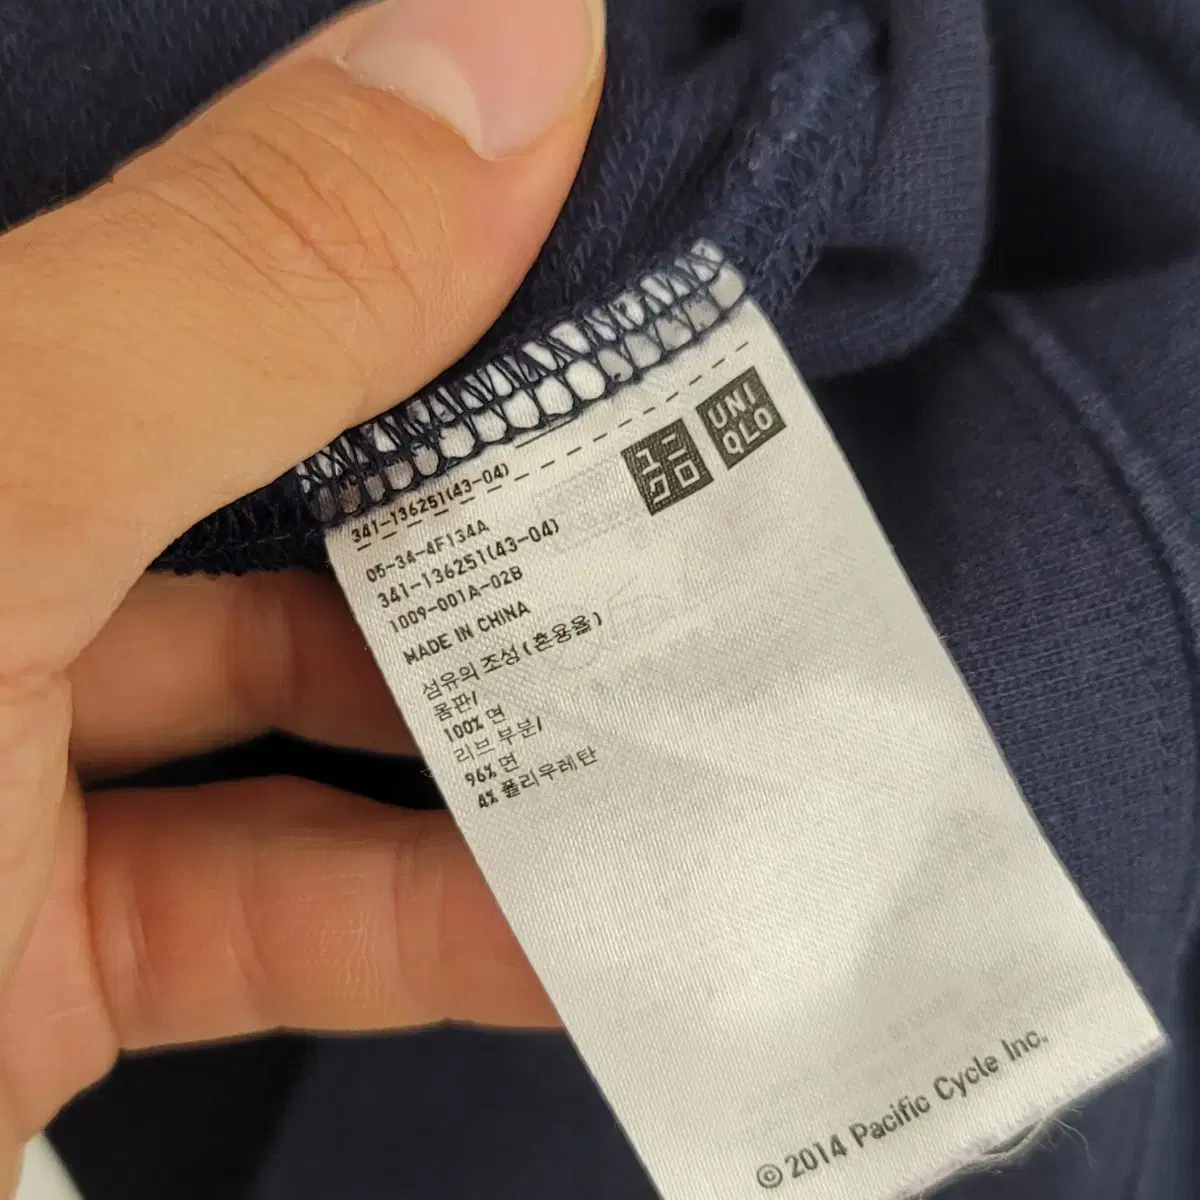 ユニ
クロ
UNI
QLO
341-136251(43-04)
05-34-4F134A
341-136251(43-04)
1009-001A-02B
MADE IN CHINA
섬유의 조성(혼용율)
몸판/
100% 면
리브 부분/
96% 면
4% 폴리우레탄
©2014 Pacific Cycle Inc.